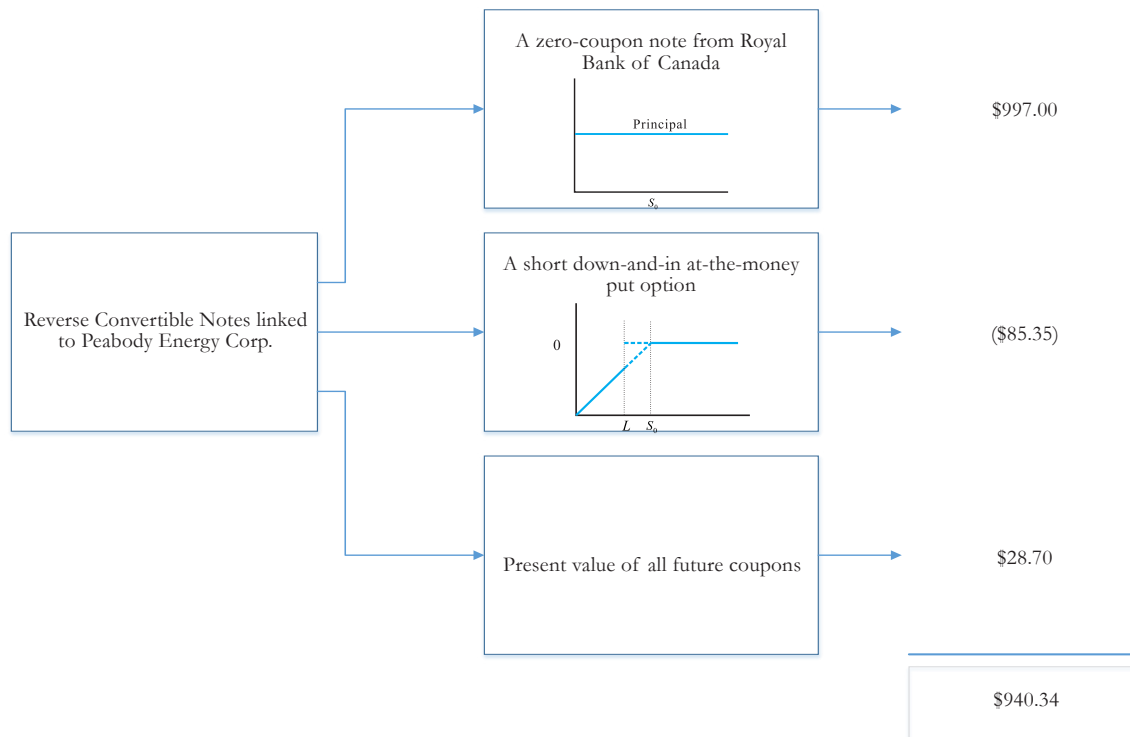 A zero-coupon note from Royal
Bank of Canada
Principal
S₀
$997.00
Reverse Convertible Notes linked
to Peabody Energy Corp.
A short down-and-in at-the-money
put option
0
L S₀
($85.35)
Present value of all future coupons
$28.70
$940.34